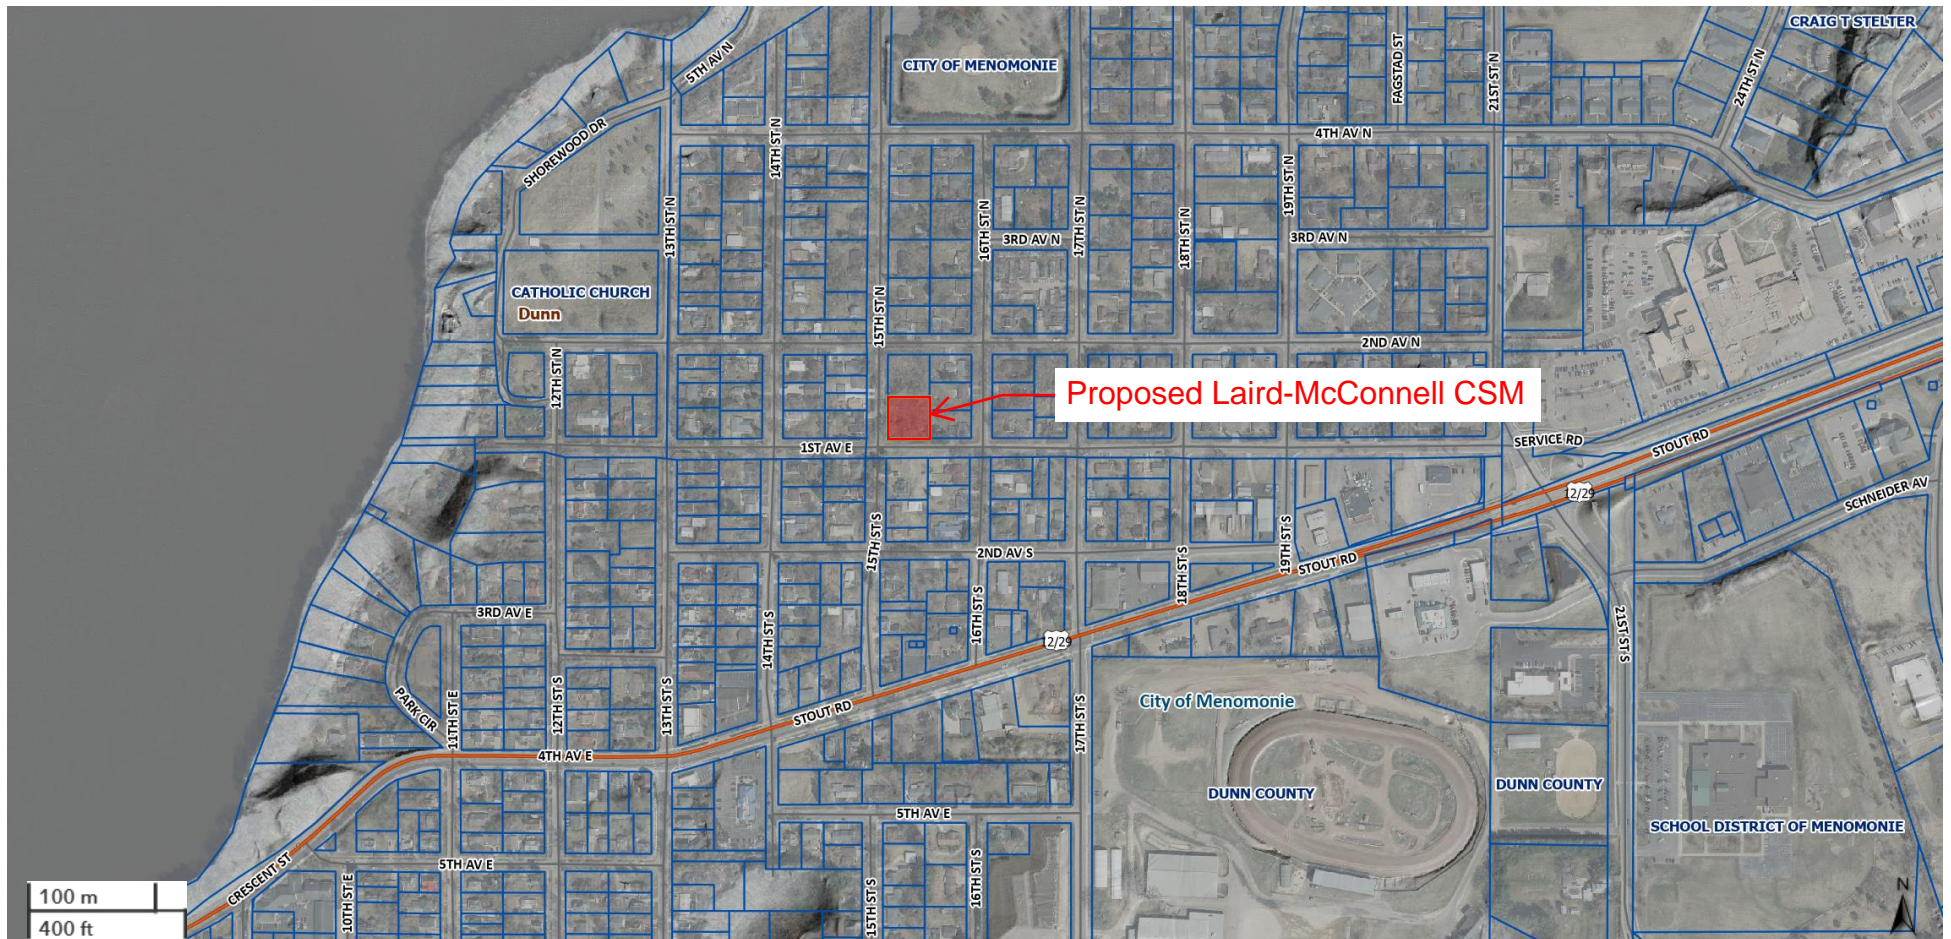 CRAIG T STELTER
5TH AV N
CITY OF MENOMONIE
FAGSTAD ST
21ST ST N
24TH ST N
4TH AV N
SHOREWOOD DR
14TH ST N
13TH ST N
16TH ST N
17TH ST N
18TH ST N
19TH ST N
3RD AV N
3RD AV N
CATHOLIC CHURCH
Dunn
15TH ST N
2ND AV N
12TH ST N
Proposed Laird-McConnell CSM
1ST AV E
SERVICE RD
STOUT RD
12/29
SCHNEIDER AV
15TH ST S
2ND AV S
19TH ST S
STOUT RD
18TH ST S
3RD AV E
16TH ST S
14TH ST S
12/29
21ST ST S
PARK CIR
11TH ST E
12TH ST S
13TH ST S
STOUT RD
17TH ST S
City of Menomonie
4TH AV E
DUNN COUNTY
DUNN COUNTY
5TH AV E
SCHOOL DISTRICT OF MENOMONIE
CRESCENT ST
5TH AV E
10TH ST E
15TH ST S
16TH ST S
N
100 m
400 ft